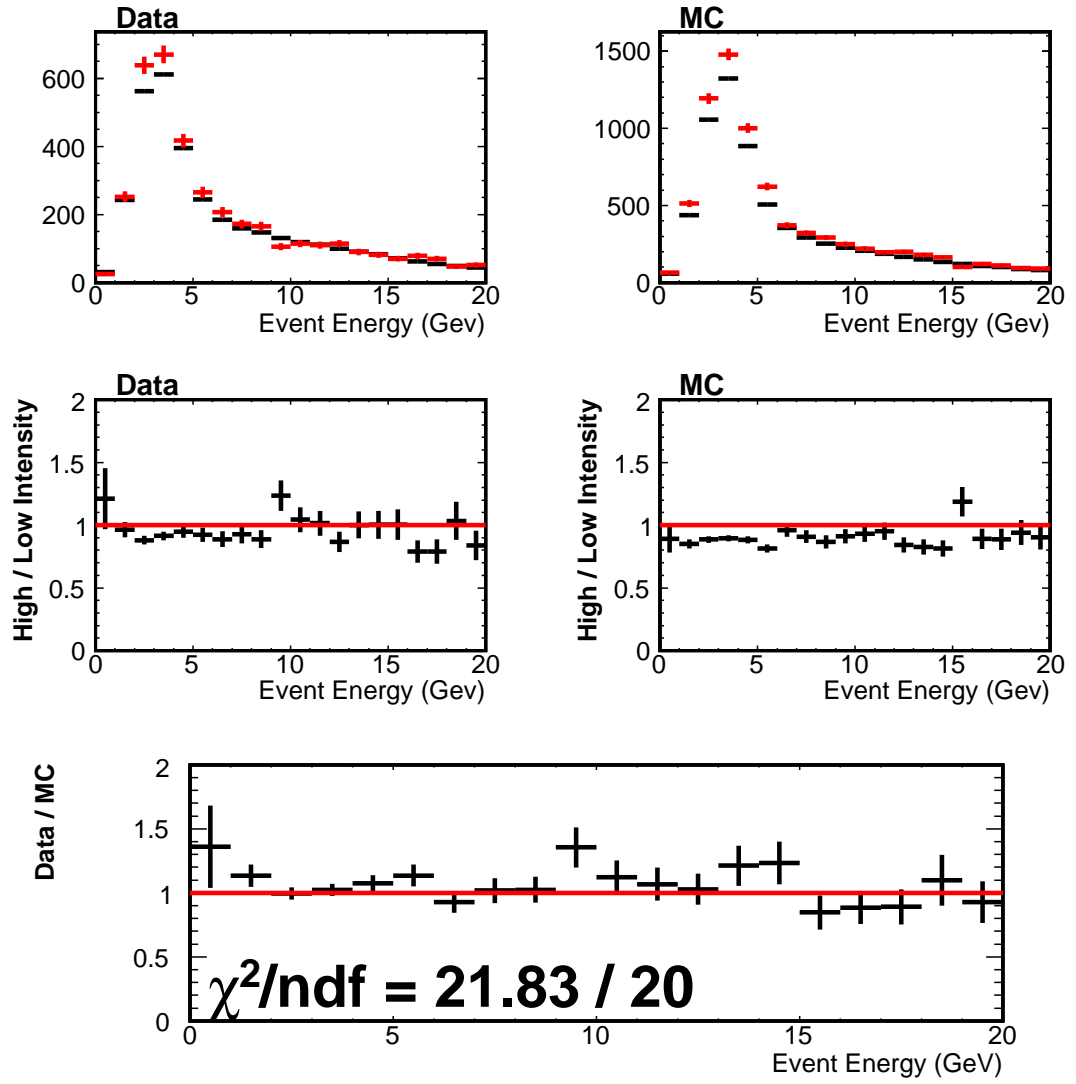 Data
600
400
200
0
0 5 10 15 20
Event Energy (Gev)
MC
1500
1000
500
0
0 5 10 15 20
Event Energy (Gev)
Data
High / Low Intensity
2
1.5
1
0.5
0
0 5 10 15 20
Event Energy (Gev)
MC
High / Low Intensity
2
1.5
1
0.5
0
0 5 10 15 20
Event Energy (Gev)
Data / MC
2
1.5
1
0.5
0
χ²/ndf = 21.83 / 20
0 5 10 15 20
Event Energy (GeV)